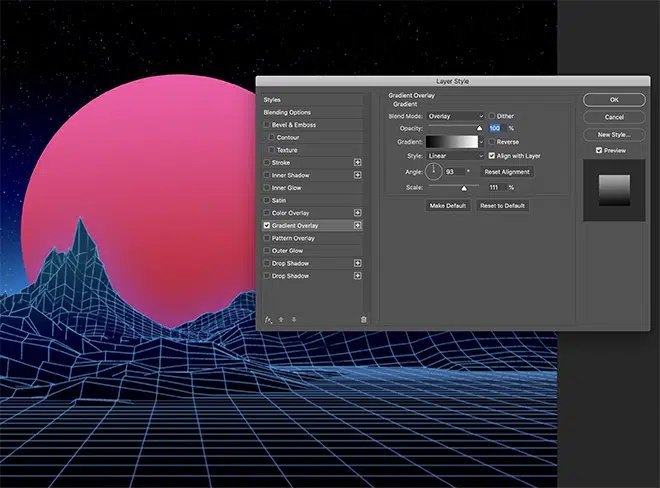 Layer Style
Styles
Blending Options
Bevel & Emboss
Contour
Texture
Stroke
Inner Shadow
Inner Glow
Satin
Color Overlay
Gradient Overlay
Pattern Overlay
Outer Glow
Drop Shadow
Drop Shadow
fx
Gradient Overlay
Gradient
Blend Mode: Overlay Dither
Opacity: 100 %
Gradient: Reverse
Style: Linear Align with Layer
Angle: 93 ° Reset Alignment
Scale: 111 %
Make Default Reset to Default
OK
Cancel
New Style...
Preview